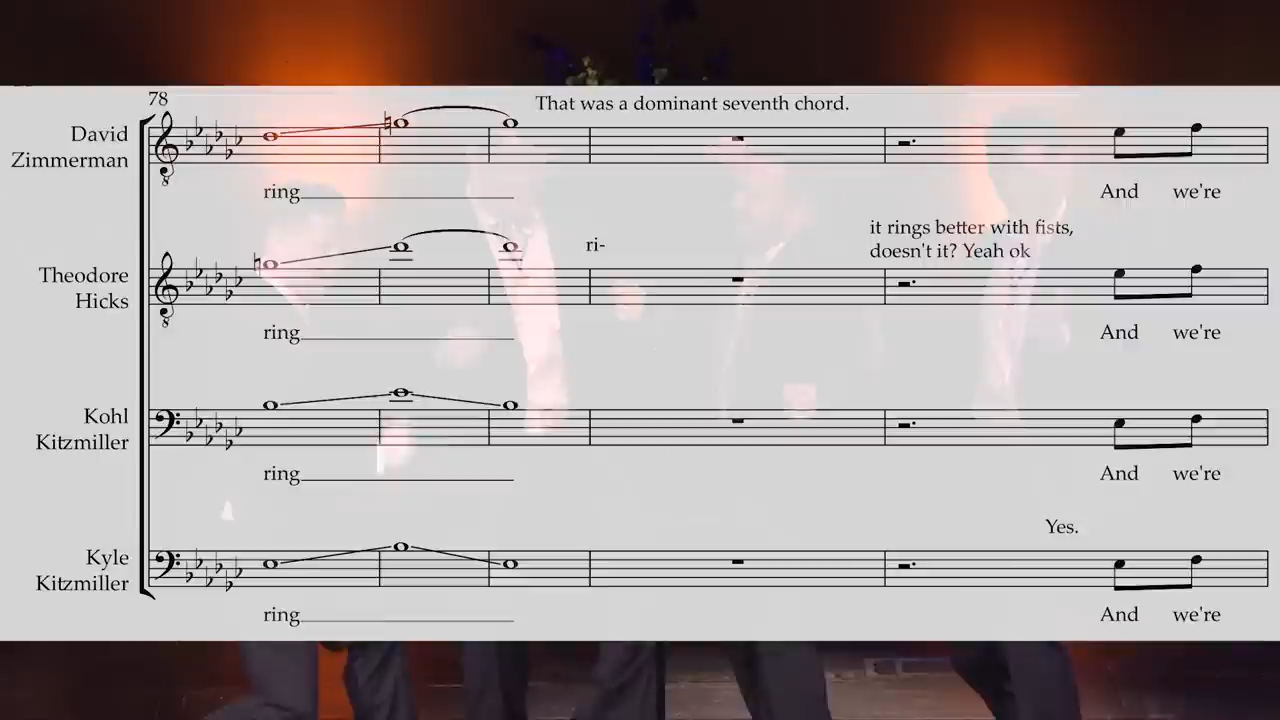 78
That was a dominant seventh chord.
David
Zimmerman
ring
And we're
it rings better with fists,
doesn't it? Yeah ok
ri-
Theodore
Hicks
ring
And we're
Kohl
Kitzmiller
ring
And we're
Yes.
Kyle
Kitzmiller
ring
And we're